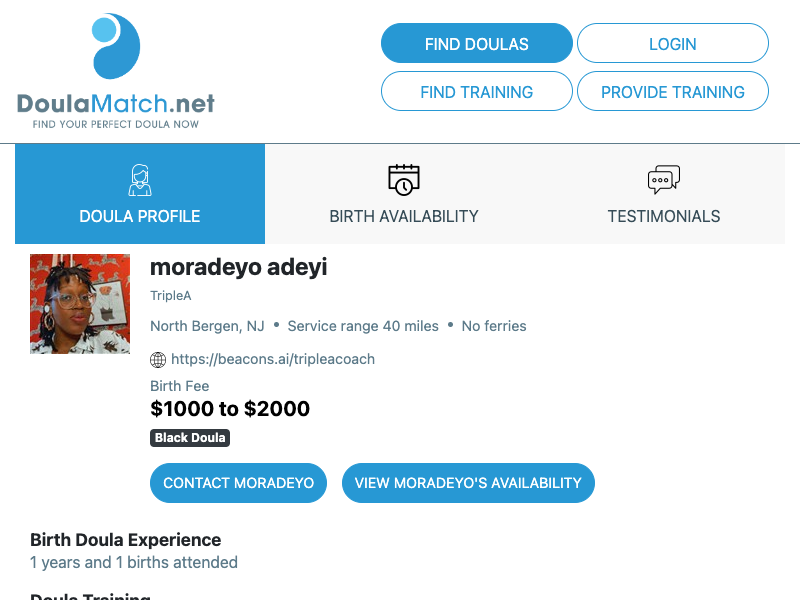 DoulaMatch.net
FIND YOUR PERFECT DOULA NOW
FIND DOULAS
LOGIN
FIND TRAINING
PROVIDE TRAINING
DOULA PROFILE
BIRTH AVAILABILITY
TESTIMONIALS
moradeyo adeyi
TripleA
North Bergen, NJ • Service range 40 miles • No ferries
https://beacons.ai/tripleacoach
Birth Fee
$1000 to $2000
Black Doula
CONTACT MORADEYO
VIEW MORADEYO'S AVAILABILITY
Birth Doula Experience
1 years and 1 births attended
Doula Training